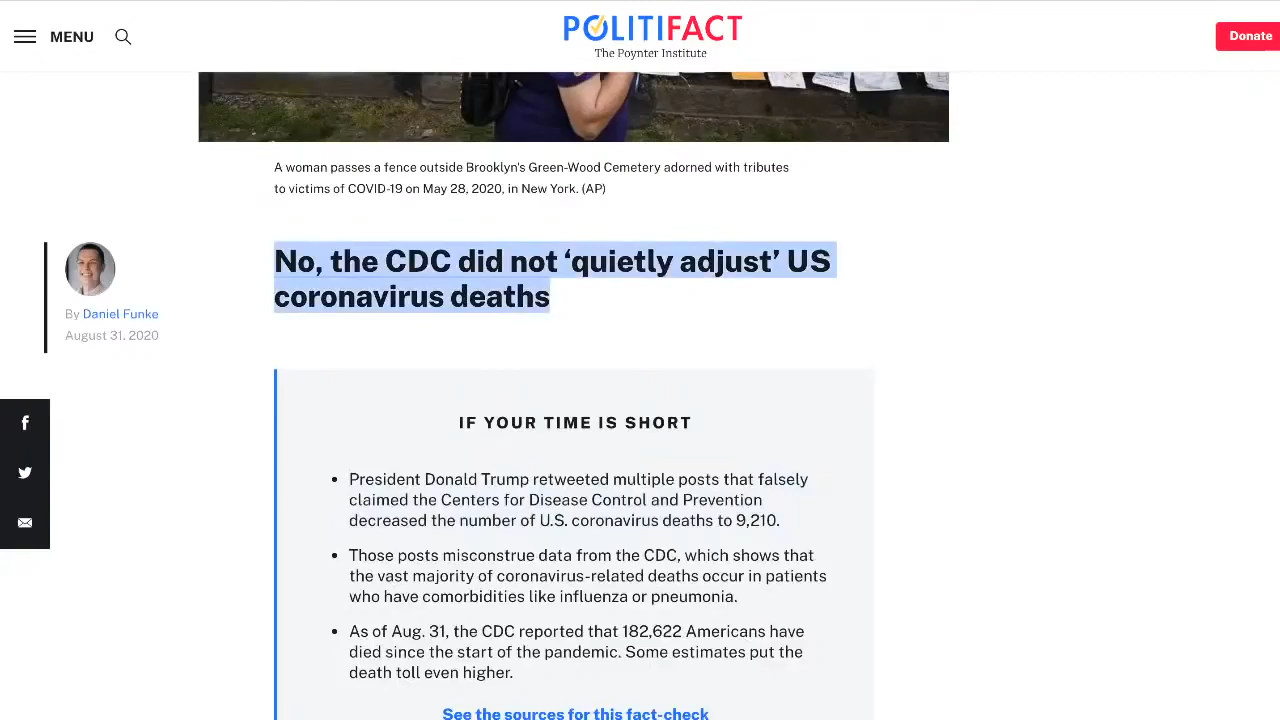 MENU
POLITIFACT
The Poynter Institute
Donate
A woman passes a fence outside Brooklyn's Green-Wood Cemetery adorned with tributes
to victims of COVID-19 on May 28, 2020, in New York. (AP)
No, the CDC did not ‘quietly adjust’ US
coronavirus deaths
By Daniel Funke
August 31, 2020
IF YOUR TIME IS SHORT
• President Donald Trump retweeted multiple posts that falsely
claimed the Centers for Disease Control and Prevention
decreased the number of U.S. coronavirus deaths to 9,210.
• Those posts misconstrue data from the CDC, which shows that
the vast majority of coronavirus-related deaths occur in patients
who have comorbidities like influenza or pneumonia.
• As of Aug. 31, the CDC reported that 182,622 Americans have
died since the start of the pandemic. Some estimates put the
death toll even higher.
See the sources for this fact-check